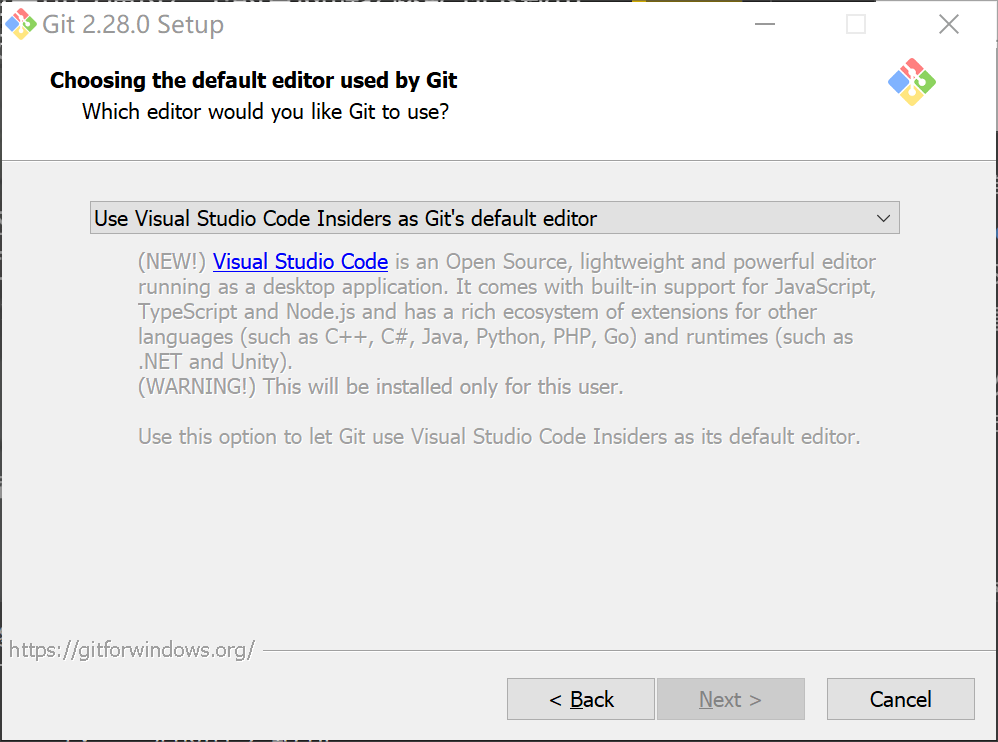 Git 2.28.0 Setup
Choosing the default editor used by Git
Which editor would you like Git to use?
Use Visual Studio Code Insiders as Git's default editor
(NEW!) Visual Studio Code is an Open Source, lightweight and powerful editor
running as a desktop application. It comes with built-in support for JavaScript,
TypeScript and Node.js and has a rich ecosystem of extensions for other
languages (such as C++, C#, Java, Python, PHP, Go) and runtimes (such as
.NET and Unity).
(WARNING!) This will be installed only for this user.
Use this option to let Git use Visual Studio Code Insiders as its default editor.
https://gitforwindows.org/
< Back
Next >
Cancel